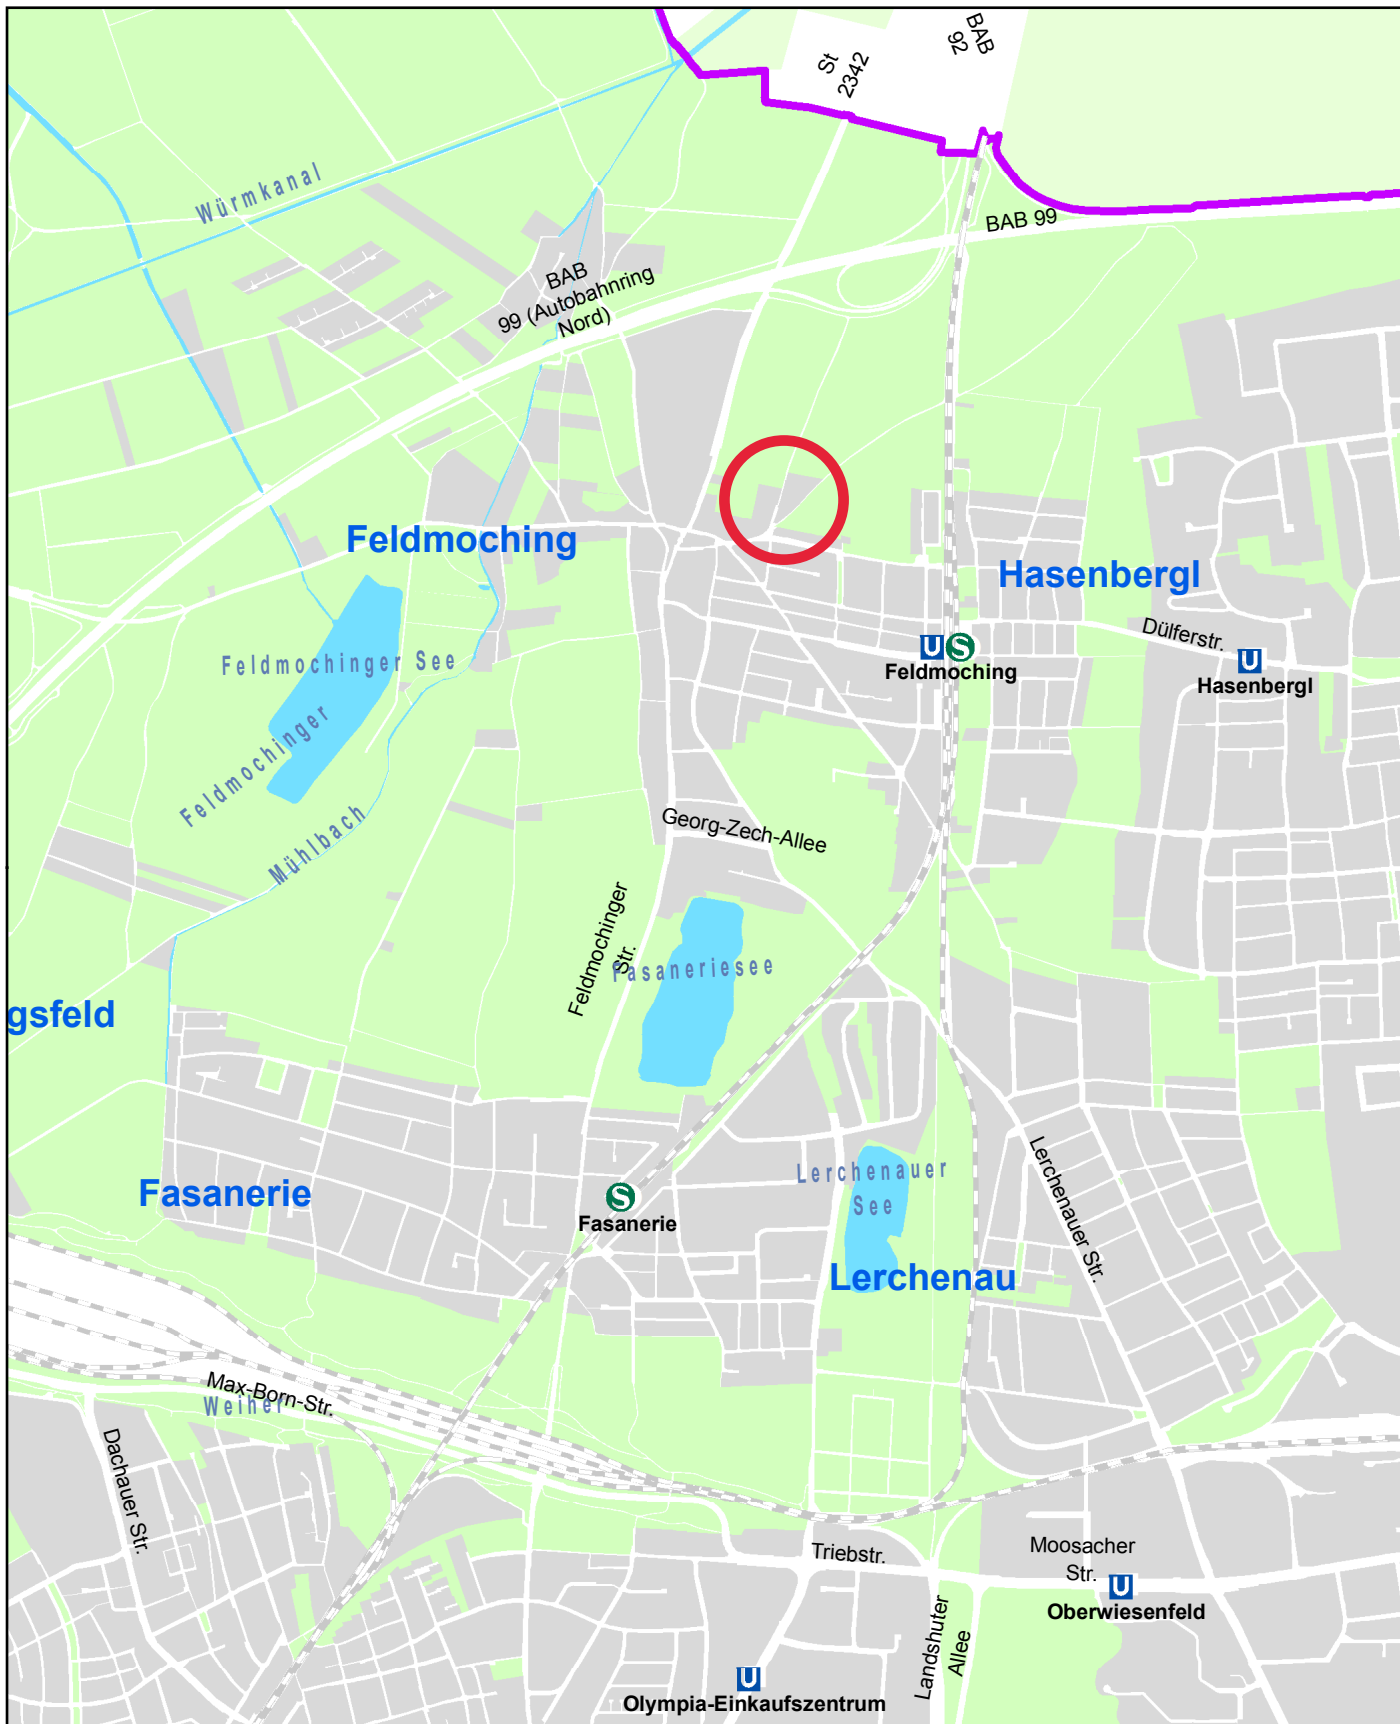 BAB
92
St
2342
Würmkanal
BAB 99
BAB
99 (Autobahnring
Nord)
Feldmoching
Hasenbergl
Dülferstr.
U S
Feldmoching
U
Hasenbergl
Feldmochinger See
Feldmochinger
Mühlbach
Georg-Zech-Allee
Feldmochinger
Str.
Fasaneriesee
gsfeld
Lerchenauer
See
Lerchenauer Str.
Fasanerie
S
Fasanerie
Lerchenau
Max-Born-Str.
Weiher
Dachauer Str.
Triebstr.
Moosacher
Str.
U
Oberwiesenfeld
Landshuter
Allee
U
Olympia-Einkaufszentrum